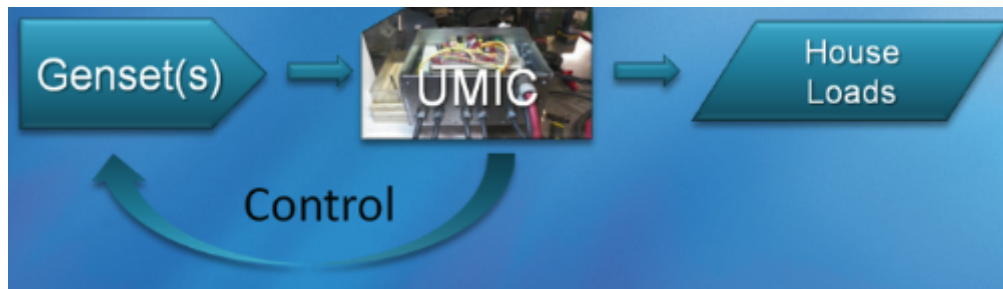 Genset(s)
UMIC
House
Loads
Control